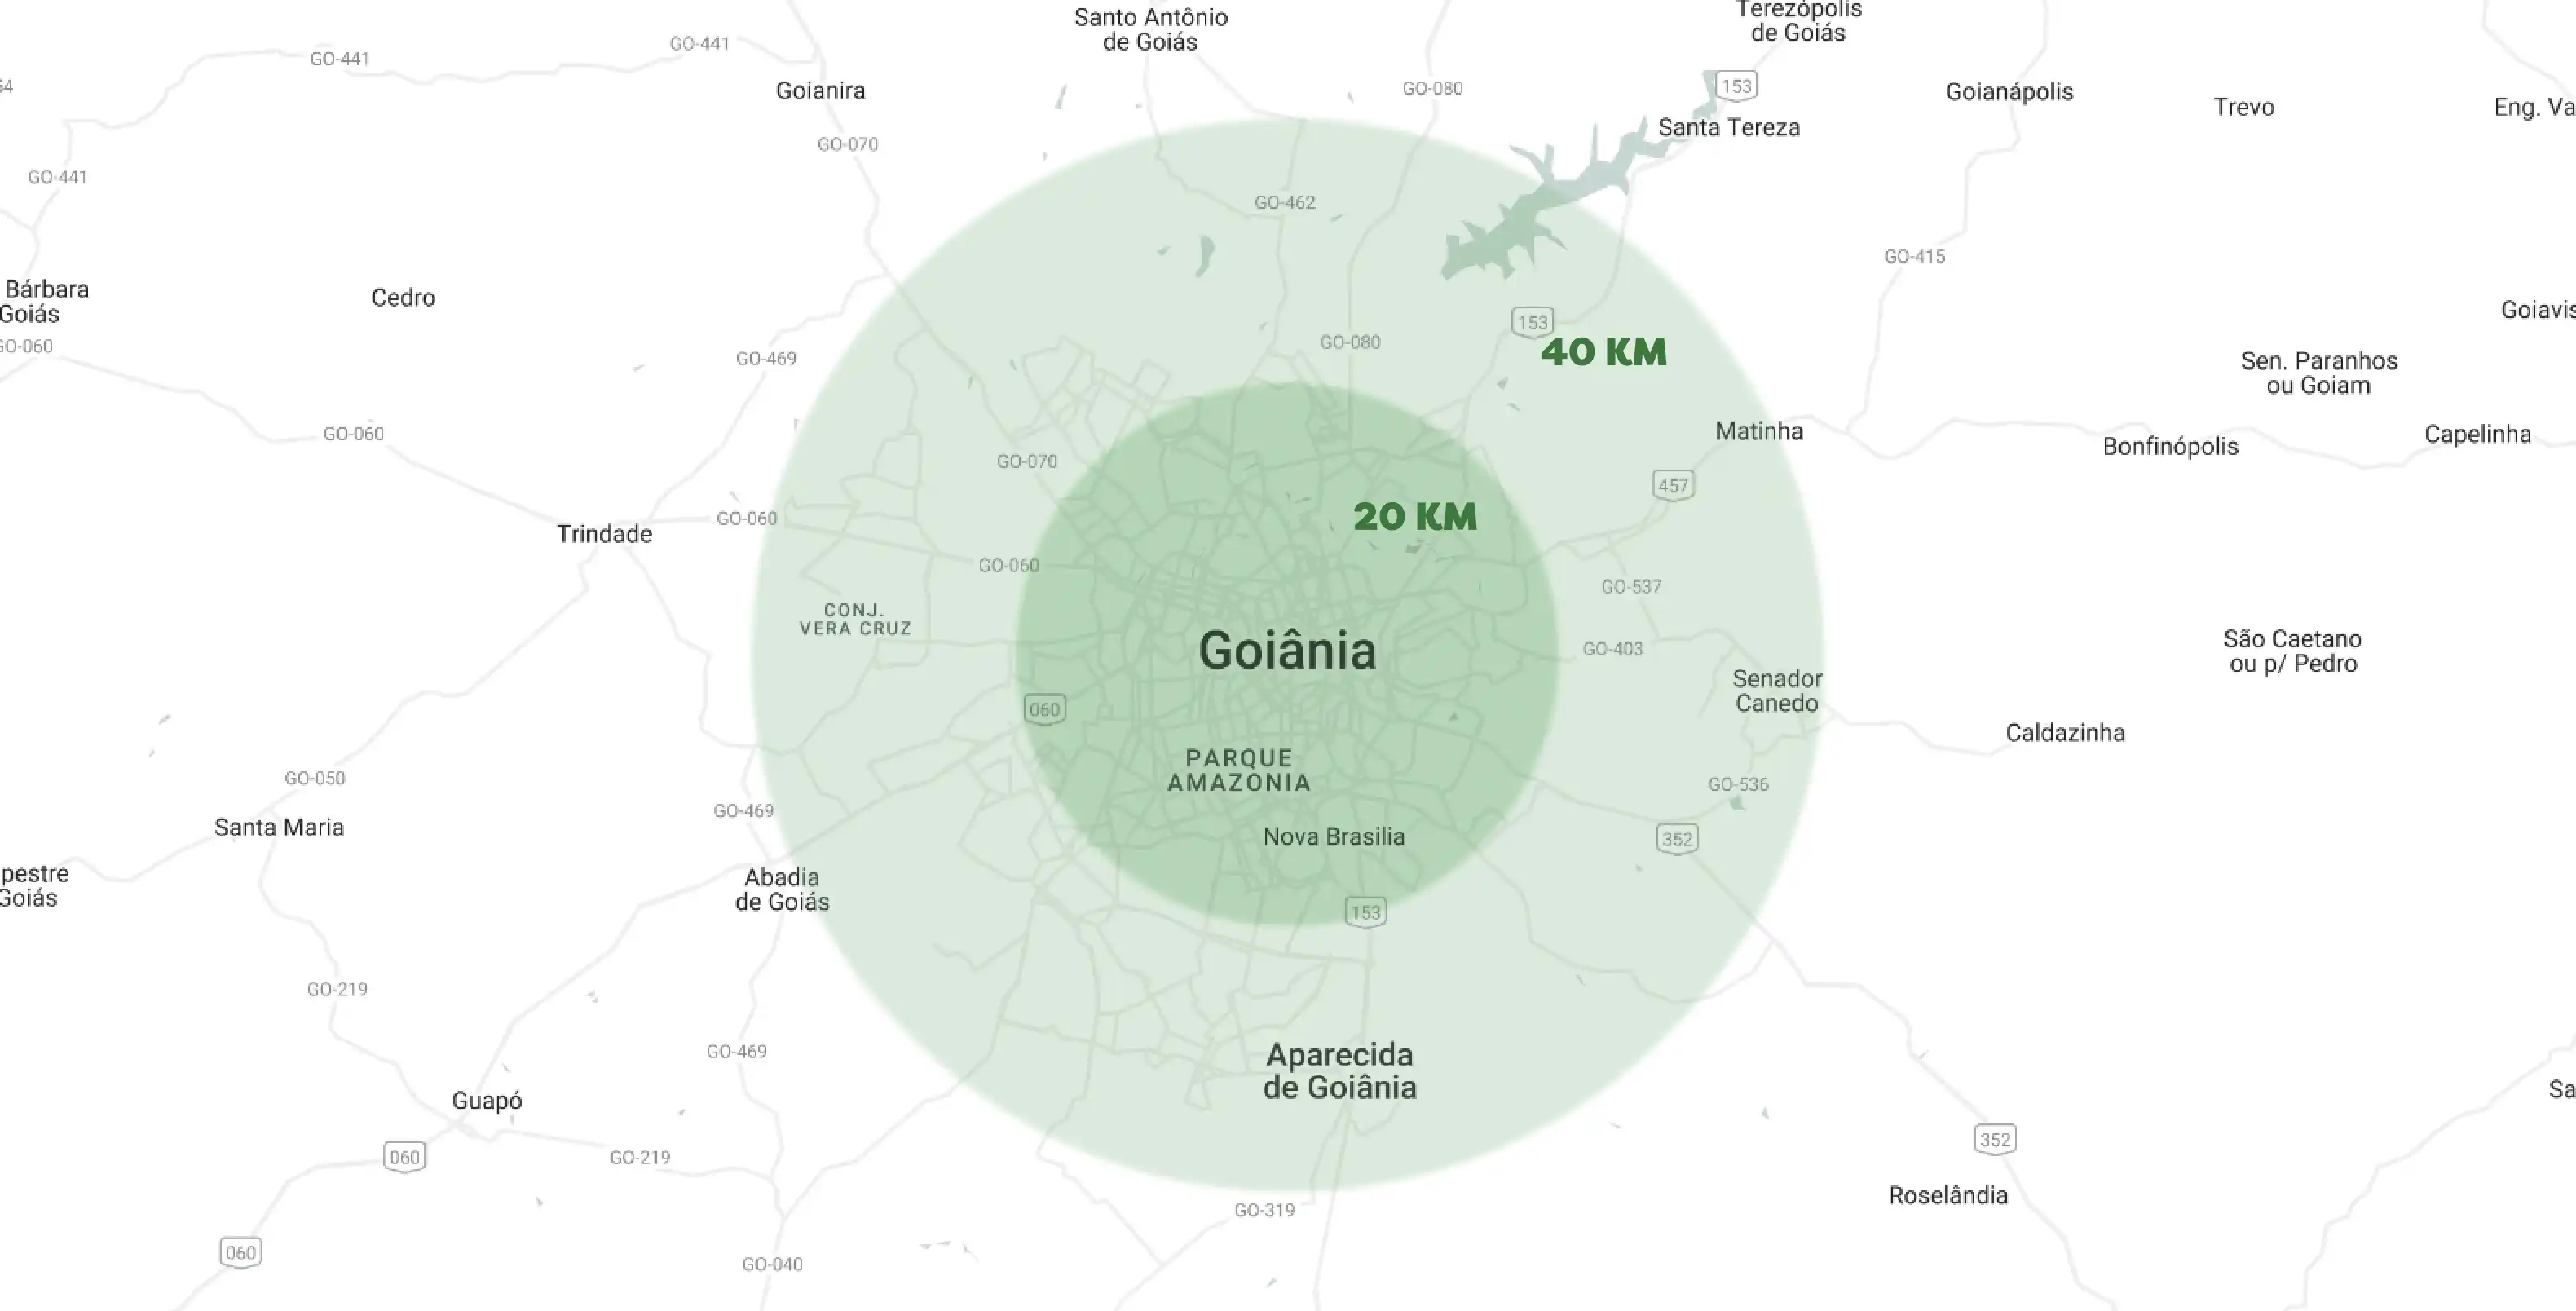 Santo Antônio
de Goiás
Terezópolis
de Goiás
GO-441
GO-441
Goianira
GO-080
153
Goianápolis
Trevo
Eng. Va
54
Santa Tereza
GO-070
GO-441
GO-462
GO-415
Bárbara
Goiás
Cedro
Goiavis
153
GO-060
GO-469
GO-080
40 KM
Sen. Paranhos
ou Goiam
GO-060
Matinha
Bonfinópolis
Capelinha
GO-070
457
Trindade
GO-060
20 KM
GO-060
GO-537
CONJ.
VERA CRUZ
Goiânia
GO-403
São Caetano
ou p/ Pedro
Senador
Canedo
060
Caldazinha
PARQUE
AMAZONIA
GO-050
GO-536
GO-469
Santa Maria
Nova Brasilia
352
pestre
Goiás
Abadia
de Goiás
153
GO-219
GO-469
Aparecida
de Goiânia
Guapó
Sa
060
GO-219
352
Roselândia
GO-319
060
GO-040